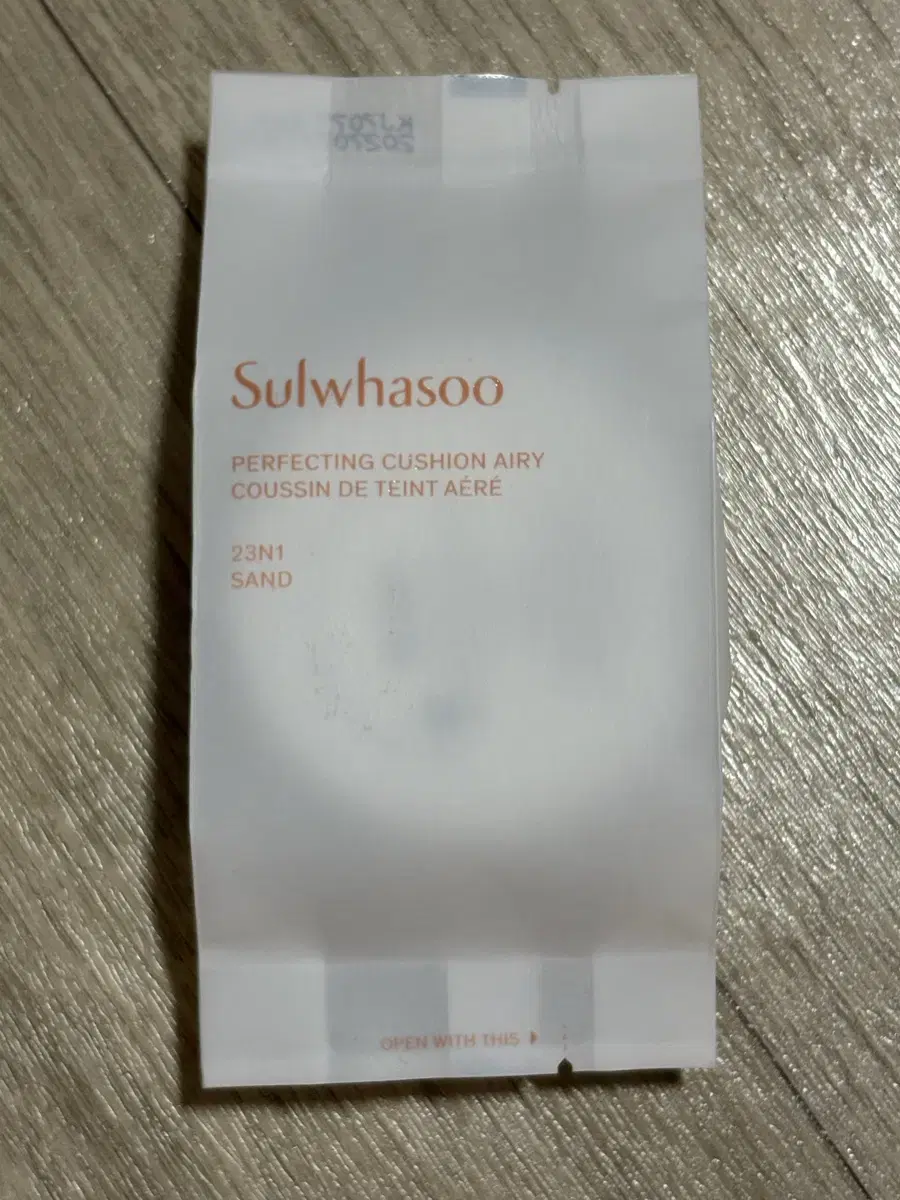 Sulwhasoo
PERFECTING CUSHION AIRY
COUSSIN DE TEINT AÉRÉ
23N1
SAND
OPEN WITH THIS